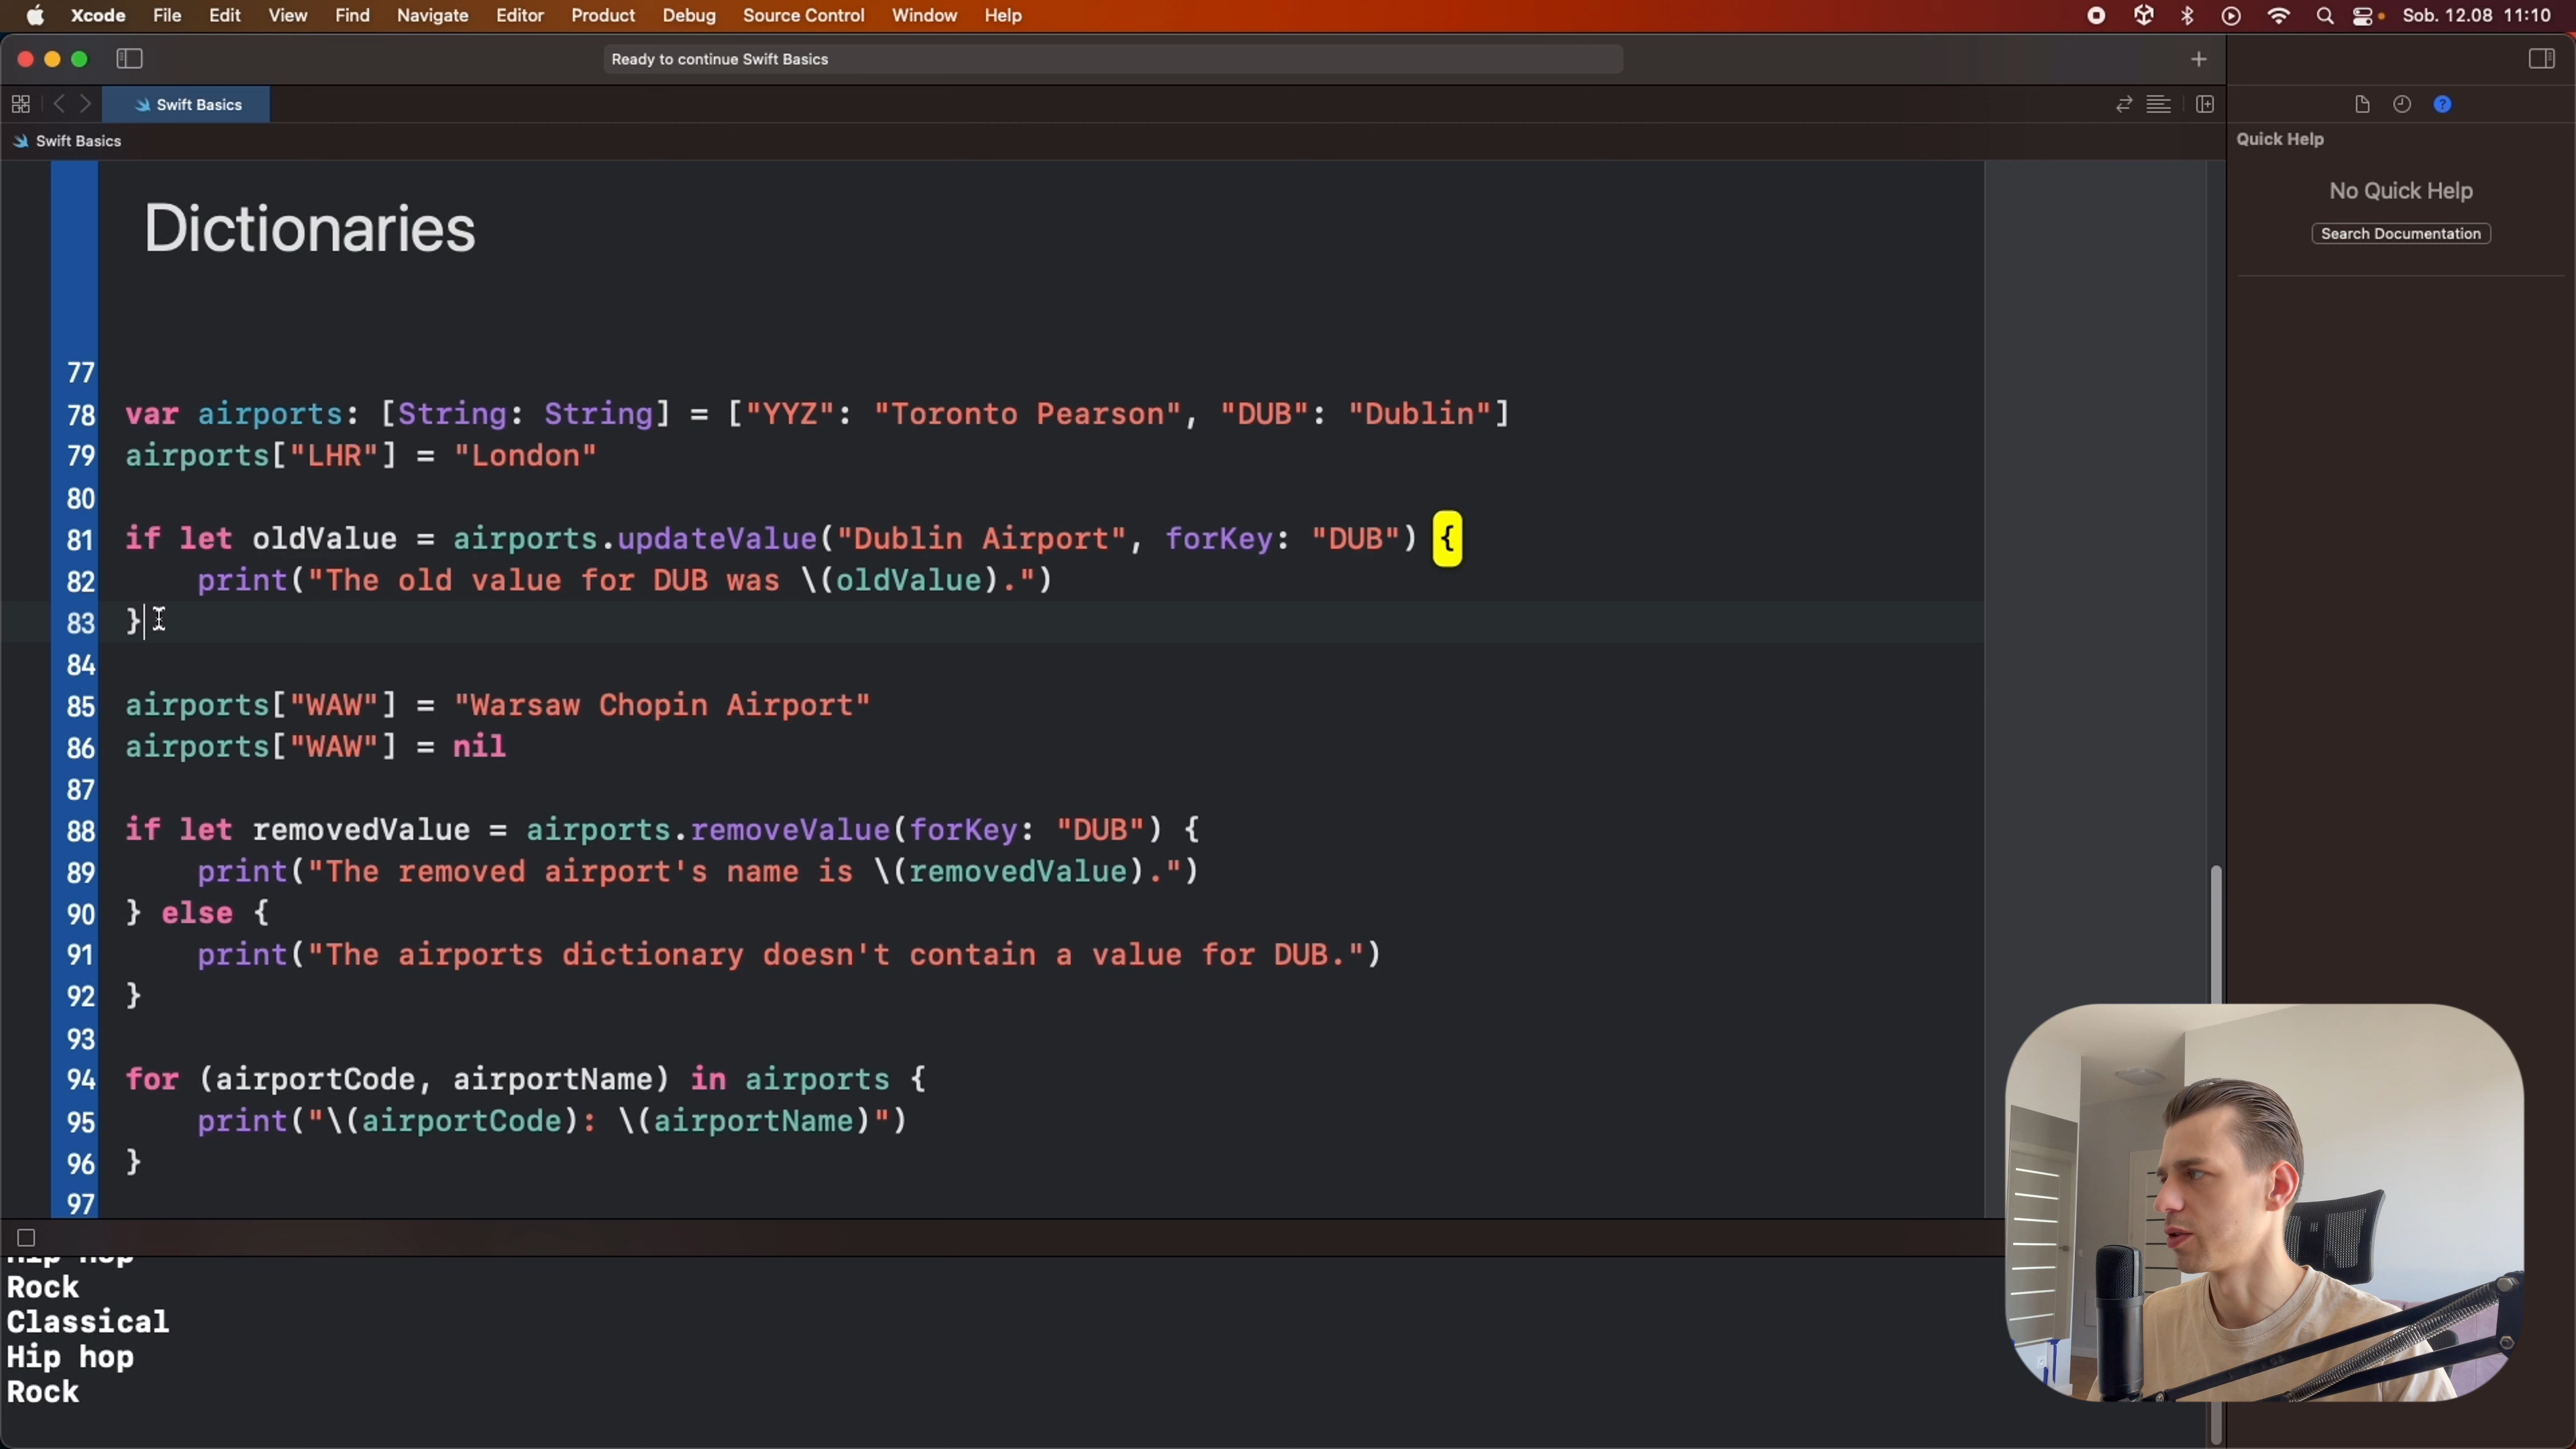 Xcode File Edit View Find Navigate Editor Product Debug Source Control Window Help Sob. 12.08 11:10
Ready to continue Swift Basics
Swift Basics
Swift Basics
Quick Help
No Quick Help
Search Documentation
Dictionaries
77
78 var airports: [String: String] = ["YYZ": "Toronto Pearson", "DUB": "Dublin"]
79 airports["LHR"] = "London"
80
81 if let oldValue = airports.updateValue("Dublin Airport", forKey: "DUB") {
82 print("The old value for DUB was \(oldValue).")
83 }
84
85 airports["WAW"] = "Warsaw Chopin Airport"
86 airports["WAW"] = nil
87
88 if let removedValue = airports.removeValue(forKey: "DUB") {
89 print("The removed airport's name is \(removedValue).")
90 } else {
91 print("The airports dictionary doesn't contain a value for DUB.")
92 }
93
94 for (airportCode, airportName) in airports {
95 print("\(airportCode): \(airportName)")
96 }
97
Hip hop
Rock
Classical
Hip hop
Rock